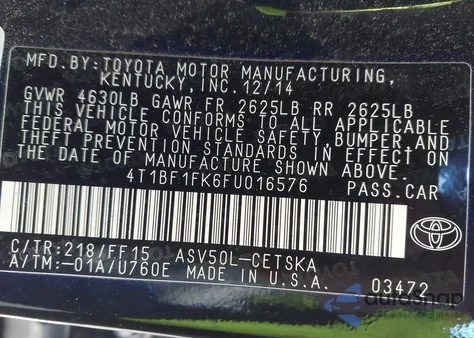 MFD.BY:TOYOTA MOTOR MANUFACTURING,
KENTUCKY,INC.12/14
GVWR 4630LB GAWR FR 2625LB RR 2625LB
THIS VEHICLE CONFORMS TO ALL APPLICABLE
FEDERAL MOTOR VEHICLE SAFETY,BUMPER,AND
THEFT PREVENTION STANDARDS IN EFFECT ON
THE DATE OF MANUFACTURE SHOWN ABOVE.
4T1BF1FK6FU016576 PASS.CAR
C/TR:218/FF15 ASV50L-CETSKA
A/TM:-01A/U760E MADE IN U.S.A. 03472
TOYOTA
autosnap